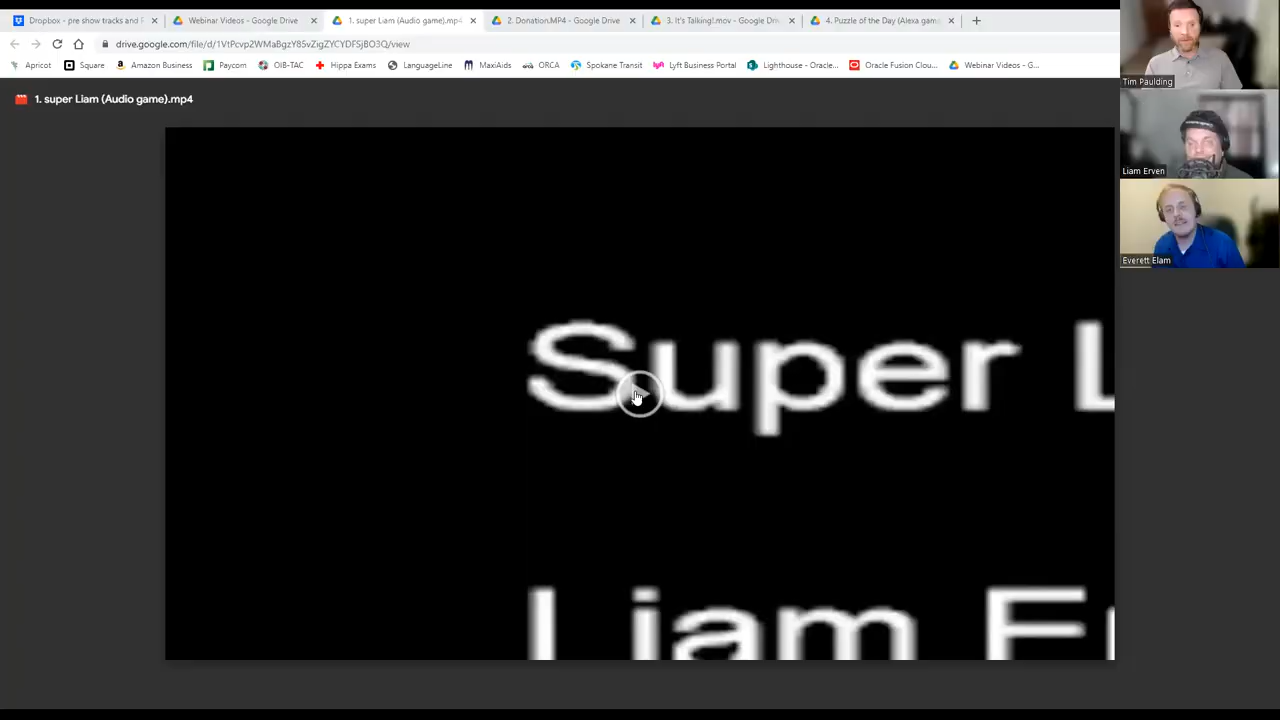 Dropbox - pre show tracks and F
Webinar Videos - Google Drive
1. super Liam (Audio game).mp4
2. Donation.MP4 - Google Drive
3. It's Talking!.mov - Google Driv
4. Puzzle of the Day (Alexa gam
drive.google.com/file/d/1VtPcvp2WMaBgzY85vZigZYCYDFSjBO3Q/view
Apricot
Square
Amazon Business
Paycom
OIB-TAC
Hippa Exams
LanguageLine
MaxiAids
ORCA
Spokane Transit
Lyft Business Portal
Lighthouse - Oracle...
Oracle Fusion Clou...
Webinar Videos - G...
1. super Liam (Audio game).mp4
Super L
Liam Er
Tim Paulding
Liam Erven
Everett Elam